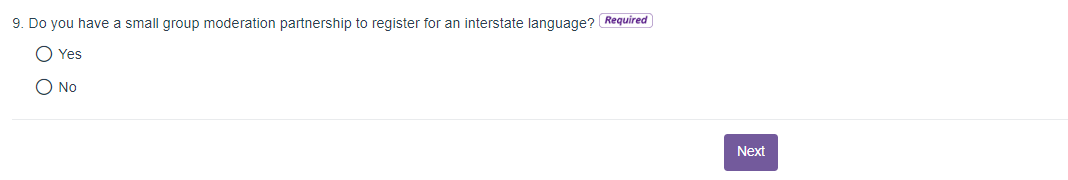 9. Do you have a small group moderation partnership to register for an interstate language? Required
Yes
No
Next